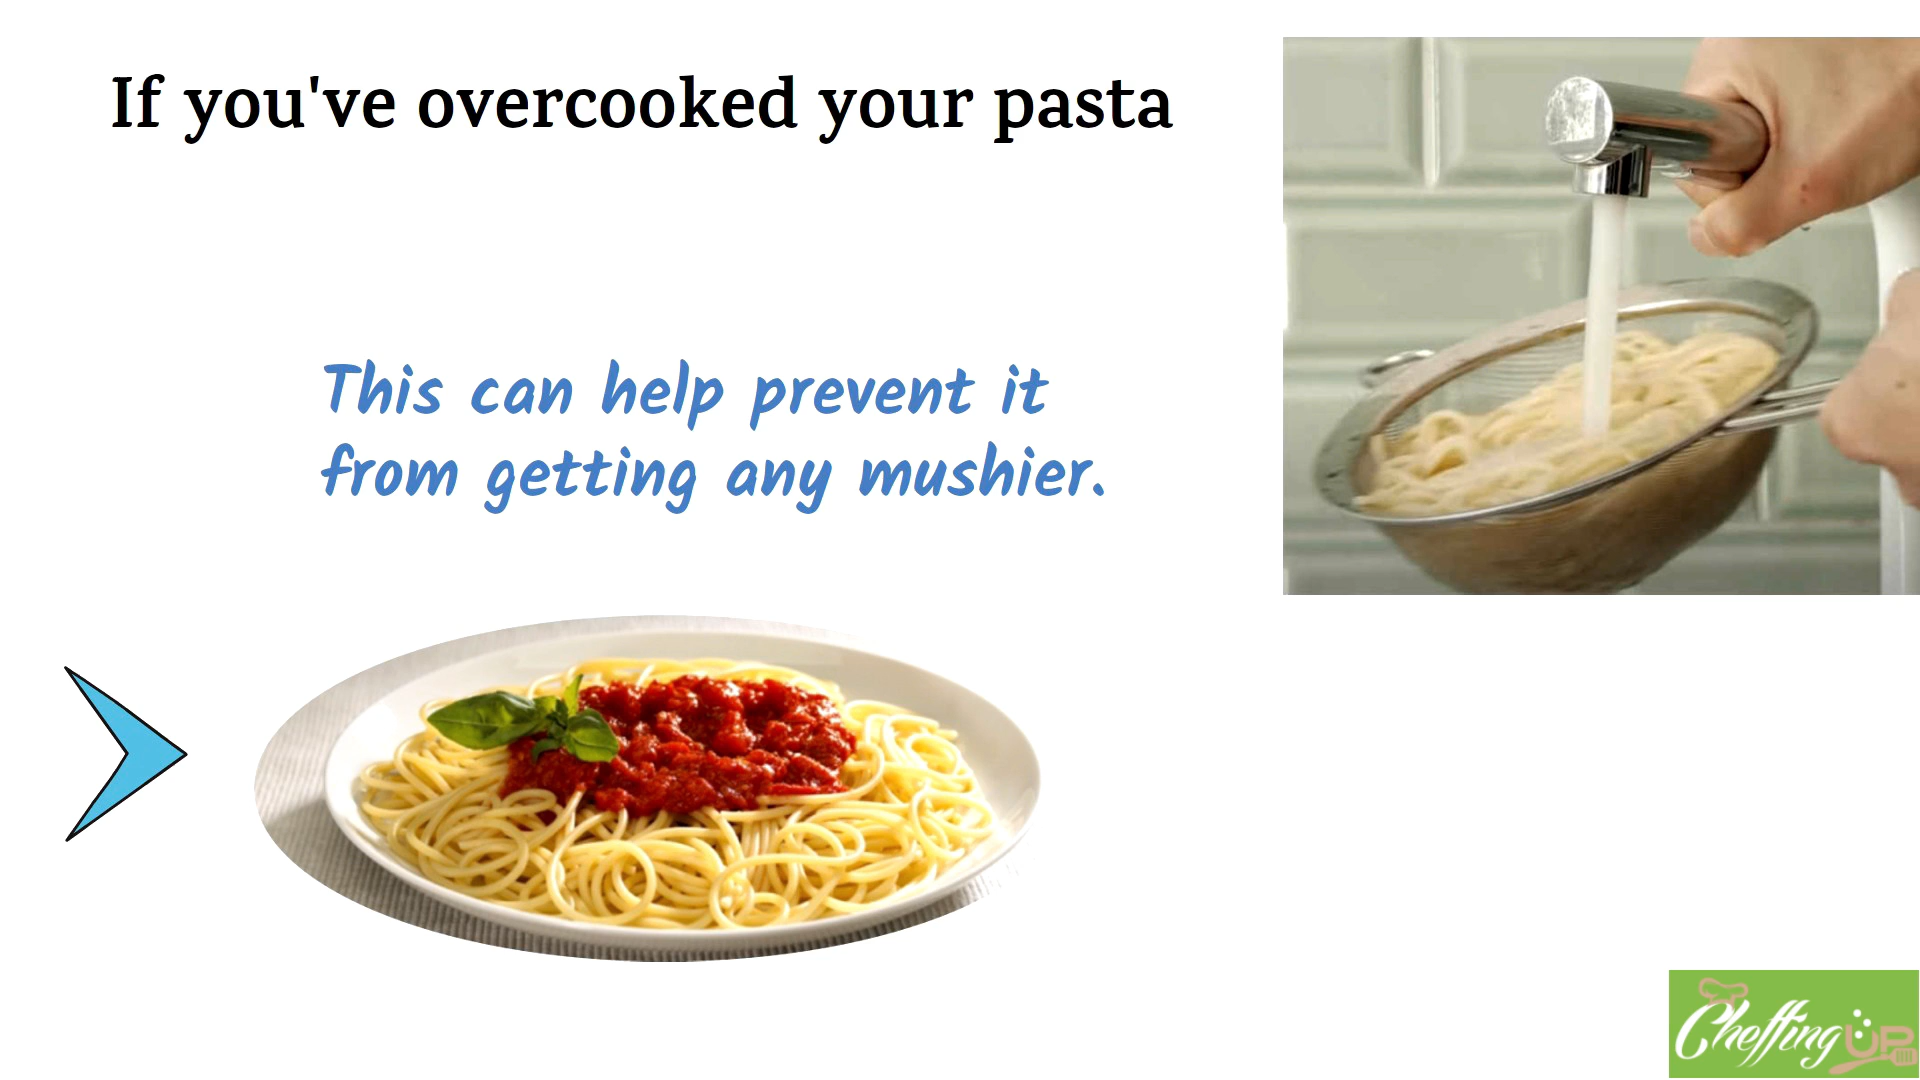 If you've overcooked your pasta
This can help prevent it
from getting any mushier.
Cheffing UP